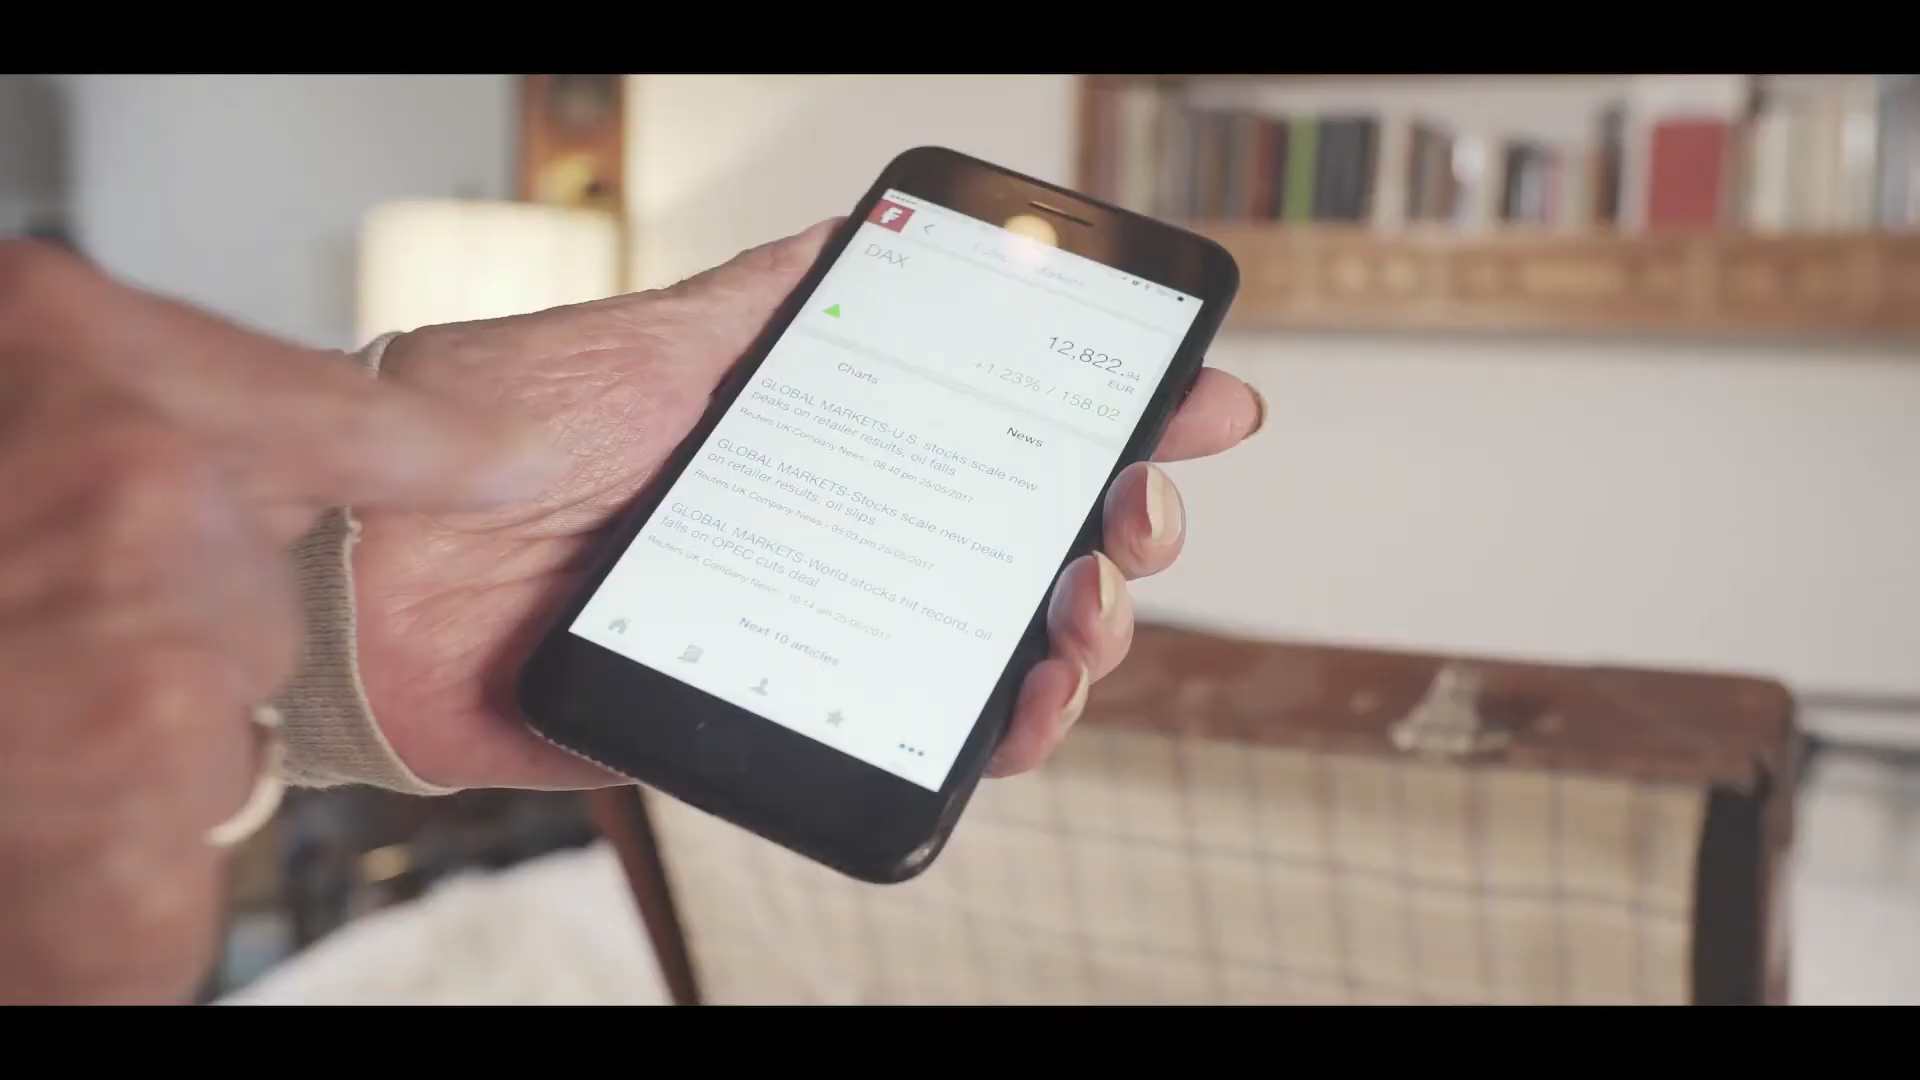 DAX
12,822.94
EUR
+1.23% / 158.02
Charts
News
GLOBAL MARKETS-U.S. stocks scale new
peaks on retailer results, oil falls
Reuters UK Company News - 08:40 pm 25/05/2017
GLOBAL MARKETS-Stocks scale new peaks
on retailer results, oil slips
Reuters UK Company News - 04:03 pm 25/05/2017
GLOBAL MARKETS-World stocks hit record, oil
falls on OPEC cuts deal
Reuters UK Company News - 10:14 am 25/05/2017
Next 10 articles